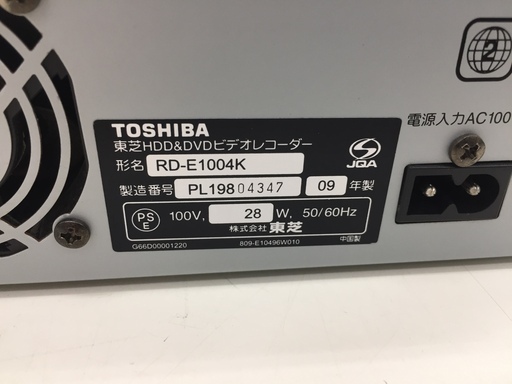 2
電源入力AC100
TOSHIBA
東芝HDD&DVDビデオレコーダー
形名 RD-E1004K
JQA
製造番号 PL19804347 09 年製
PS E 100V, 28 W, 50/60Hz
株式会社 東芝
G66D00001220 809-E10496W010 中国製